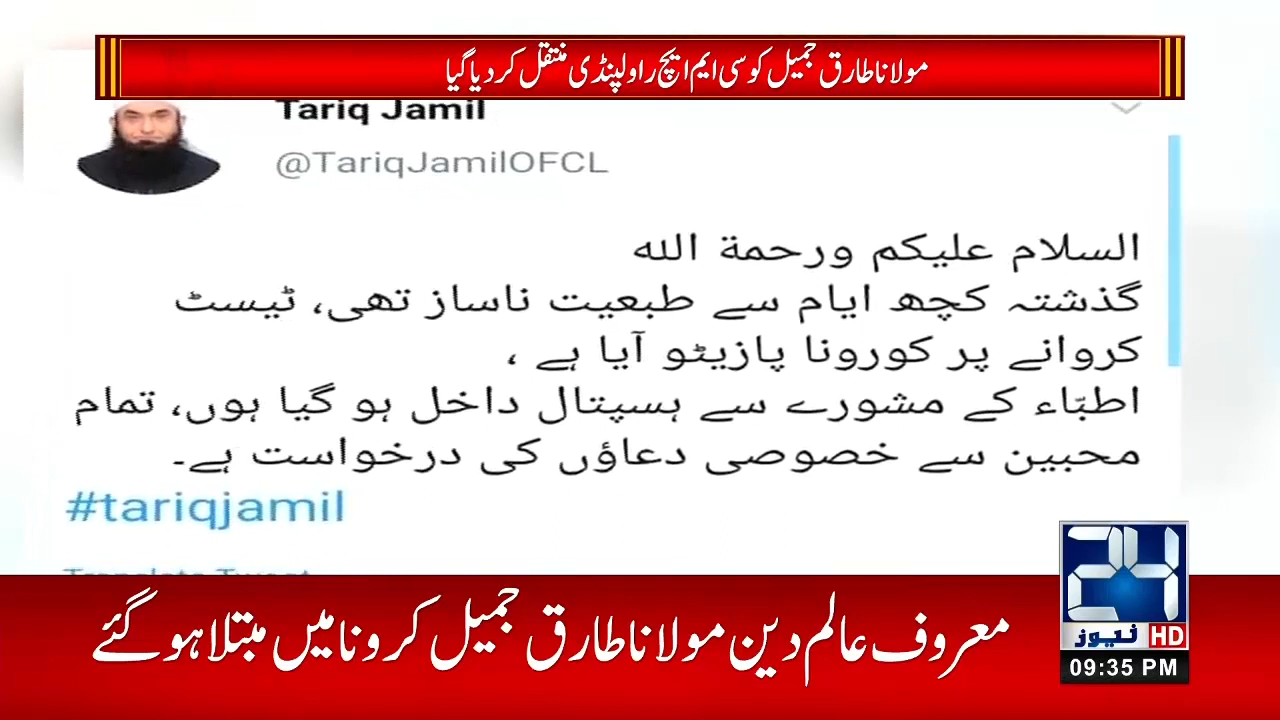 مولانا طارق جمیل کو سی ایم ایچ راولپنڈی منتقل کر دیا گیا
Tariq Jamil
@TariqJamilOFCL
السلام علیکم ورحمة الله
گذشتہ کچھ ایام سے طبعیت ناساز تھی، ٹیسٹ
کروانے پر کورونا پازیٹو آیا ہے ،
اطبّاء کے مشورے سے ہسپتال داخل ہو گیا ہوں، تمام
محبین سے خصوصی دعاؤں کی درخواست ہے۔
#tariqjamil
Translate Tweet
معروف عالم دین مولانا طارق جمیل کرونا میں مبتلا ہو گئے
24
نیوز HD
09:35 PM